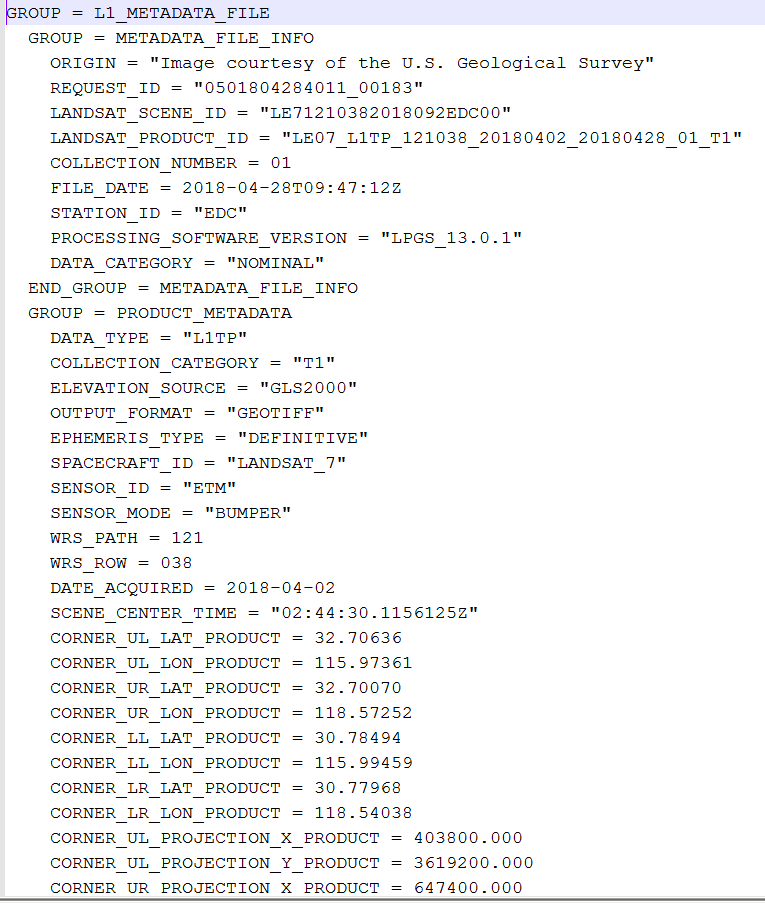 GROUP = L1_METADATA_FILE
GROUP = METADATA_FILE_INFO
ORIGIN = "Image courtesy of the U.S. Geological Survey"
REQUEST_ID = "0501804284011_00183"
LANDSAT_SCENE_ID = "LE71210382018092EDC00"
LANDSAT_PRODUCT_ID = "LE07_L1TP_121038_20180402_20180428_01_T1"
COLLECTION_NUMBER = 01
FILE_DATE = 2018-04-28T09:47:12Z
STATION_ID = "EDC"
PROCESSING_SOFTWARE_VERSION = "LPGS_13.0.1"
DATA_CATEGORY = "NOMINAL"
END_GROUP = METADATA_FILE_INFO
GROUP = PRODUCT_METADATA
DATA_TYPE = "L1TP"
COLLECTION_CATEGORY = "T1"
ELEVATION_SOURCE = "GLS2000"
OUTPUT_FORMAT = "GEOTIFF"
EPHEMERIS_TYPE = "DEFINITIVE"
SPACECRAFT_ID = "LANDSAT_7"
SENSOR_ID = "ETM"
SENSOR_MODE = "BUMPER"
WRS_PATH = 121
WRS_ROW = 038
DATE_ACQUIRED = 2018-04-02
SCENE_CENTER_TIME = "02:44:30.1156125Z"
CORNER_UL_LAT_PRODUCT = 32.70636
CORNER_UL_LON_PRODUCT = 115.97361
CORNER_UR_LAT_PRODUCT = 32.70070
CORNER_UR_LON_PRODUCT = 118.57252
CORNER_LL_LAT_PRODUCT = 30.78494
CORNER_LL_LON_PRODUCT = 115.99459
CORNER_LR_LAT_PRODUCT = 30.77968
CORNER_LR_LON_PRODUCT = 118.54038
CORNER_UL_PROJECTION_X_PRODUCT = 403800.000
CORNER_UL_PROJECTION_Y_PRODUCT = 3619200.000
CORNER_UR_PROJECTION_X_PRODUCT = 647400.000